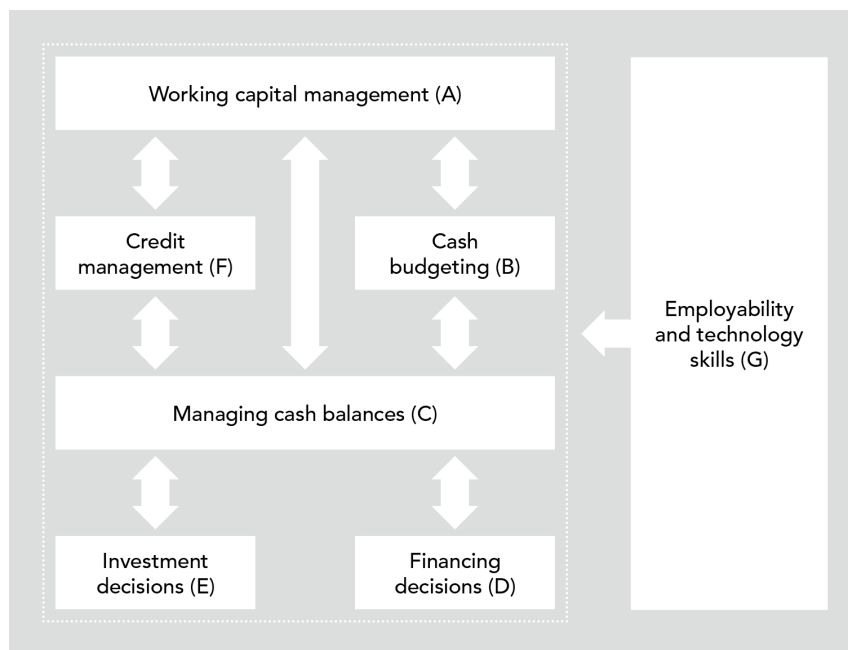 Working capital management (A)
Credit
management (F)
Cash
budgeting (B)
Managing cash balances (C)
Investment
decisions (E)
Financing
decisions (D)
Employability
and technology
skills (G)